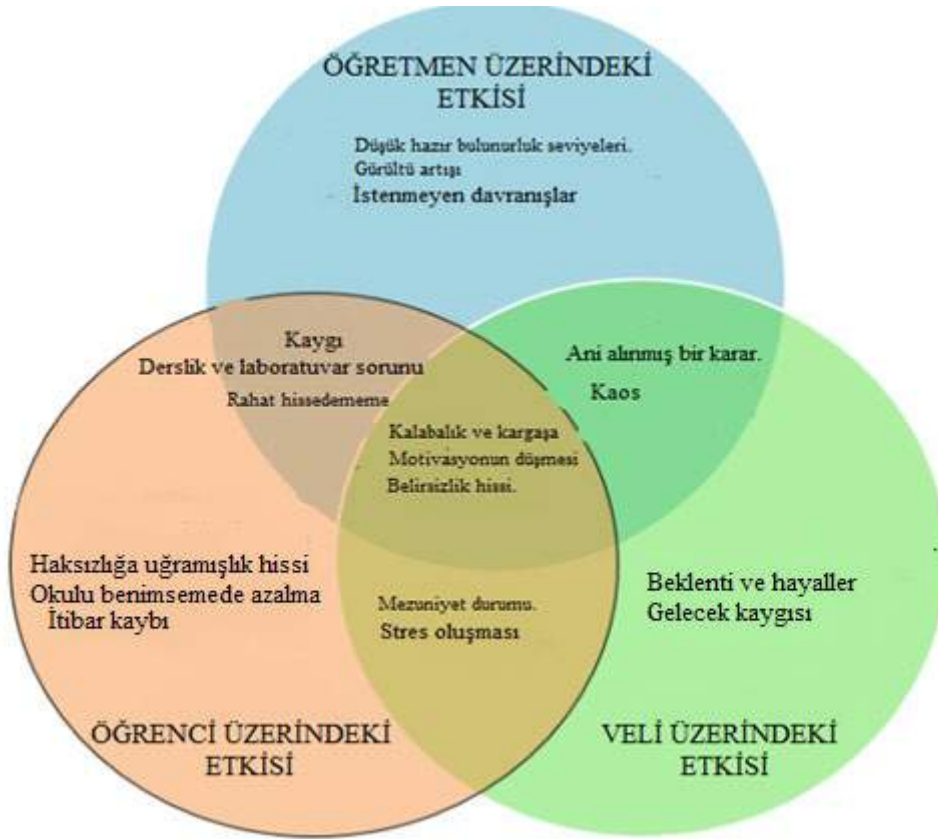 ÖĞRETMEN ÜZERİNDEKİ
ETKİSİ
Düşük hazır bulunurluk seviyeleri.
Gürültü artışı
İstenmeyen davranışlar
Kaygı
Derslik ve laboratuvar sorunu
Rahat hissedememe
Ani alınmış bir karar.
Kaos
Kalabalık ve kargaşa
Motivasyonun düşmesi
Belirsizlik hissi.
Haksızlığa uğramışlık hissi
Okulu benimsemede azalma
İtibar kaybı
Mezuniyet durumu.
Stres oluşması
Beklenti ve hayaller
Gelecek kaygısı
ÖĞRENCİ ÜZERİNDEKİ
ETKİSİ
VELİ ÜZERİNDEKİ
ETKİSİ